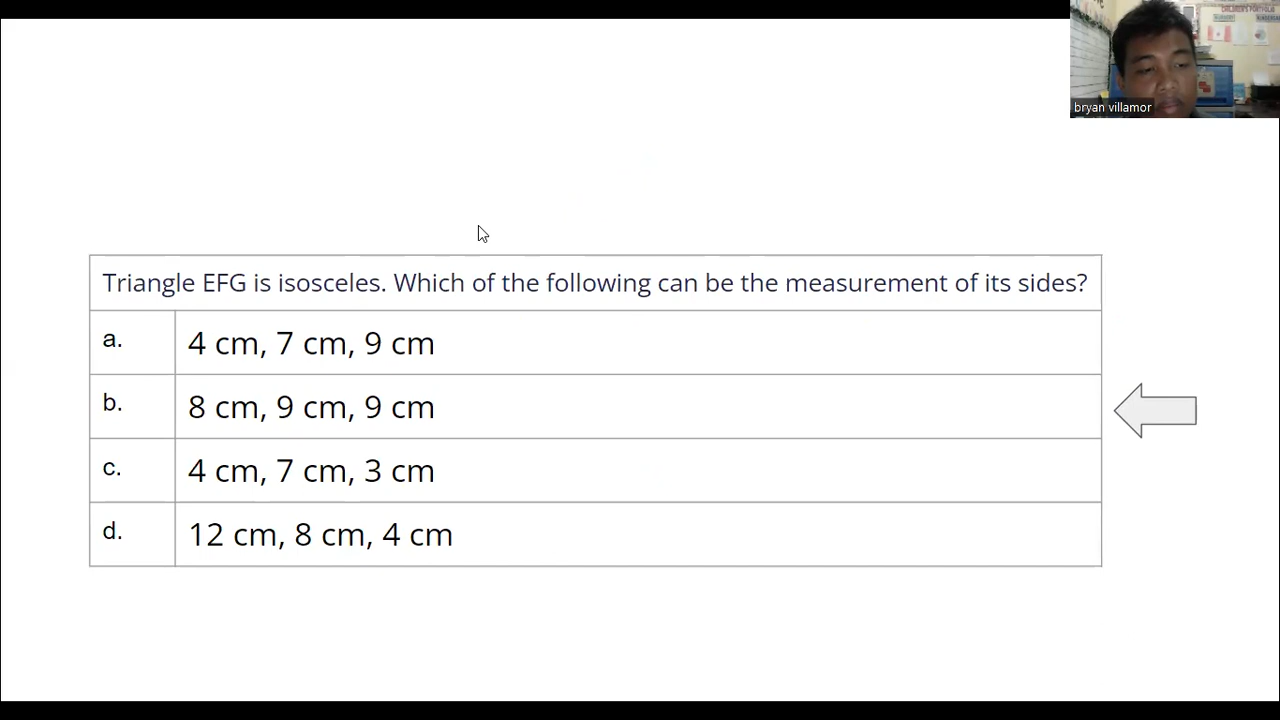 CHILDREN'S PORTFOLIO
bryan villamor
Triangle EFG is isosceles. Which of the following can be the measurement of its sides?
a. 4 cm, 7 cm, 9 cm
b. 8 cm, 9 cm, 9 cm
c. 4 cm, 7 cm, 3 cm
d. 12 cm, 8 cm, 4 cm